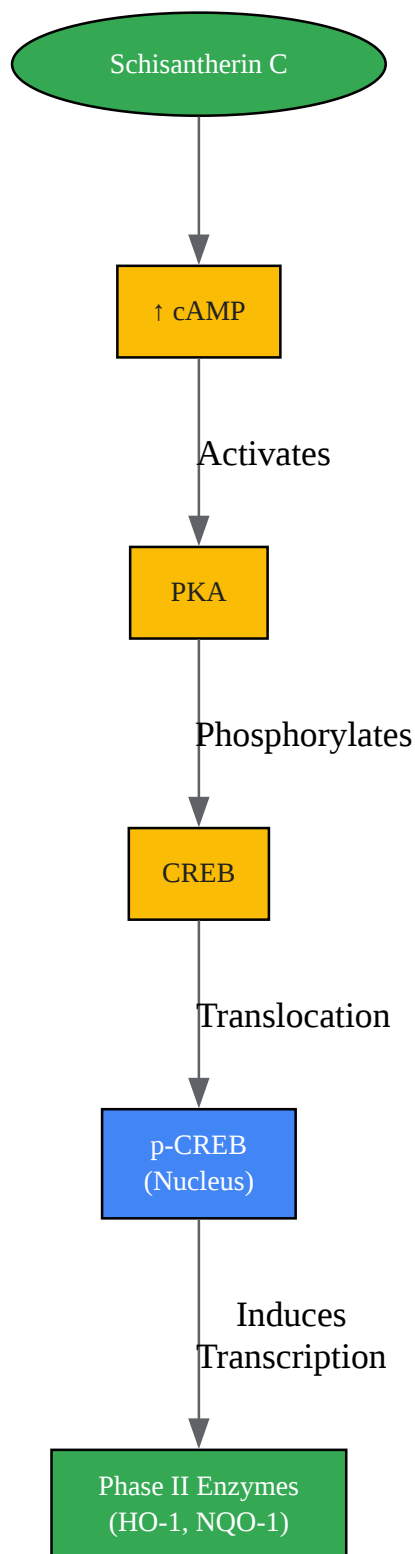 Schisantherin C
↑ cAMP
Activates
PKA
Phosphorylates
CREB
Translocation
p-CREB
(Nucleus)
Induces
Transcription
Phase II Enzymes
(HO-1, NQO-1)